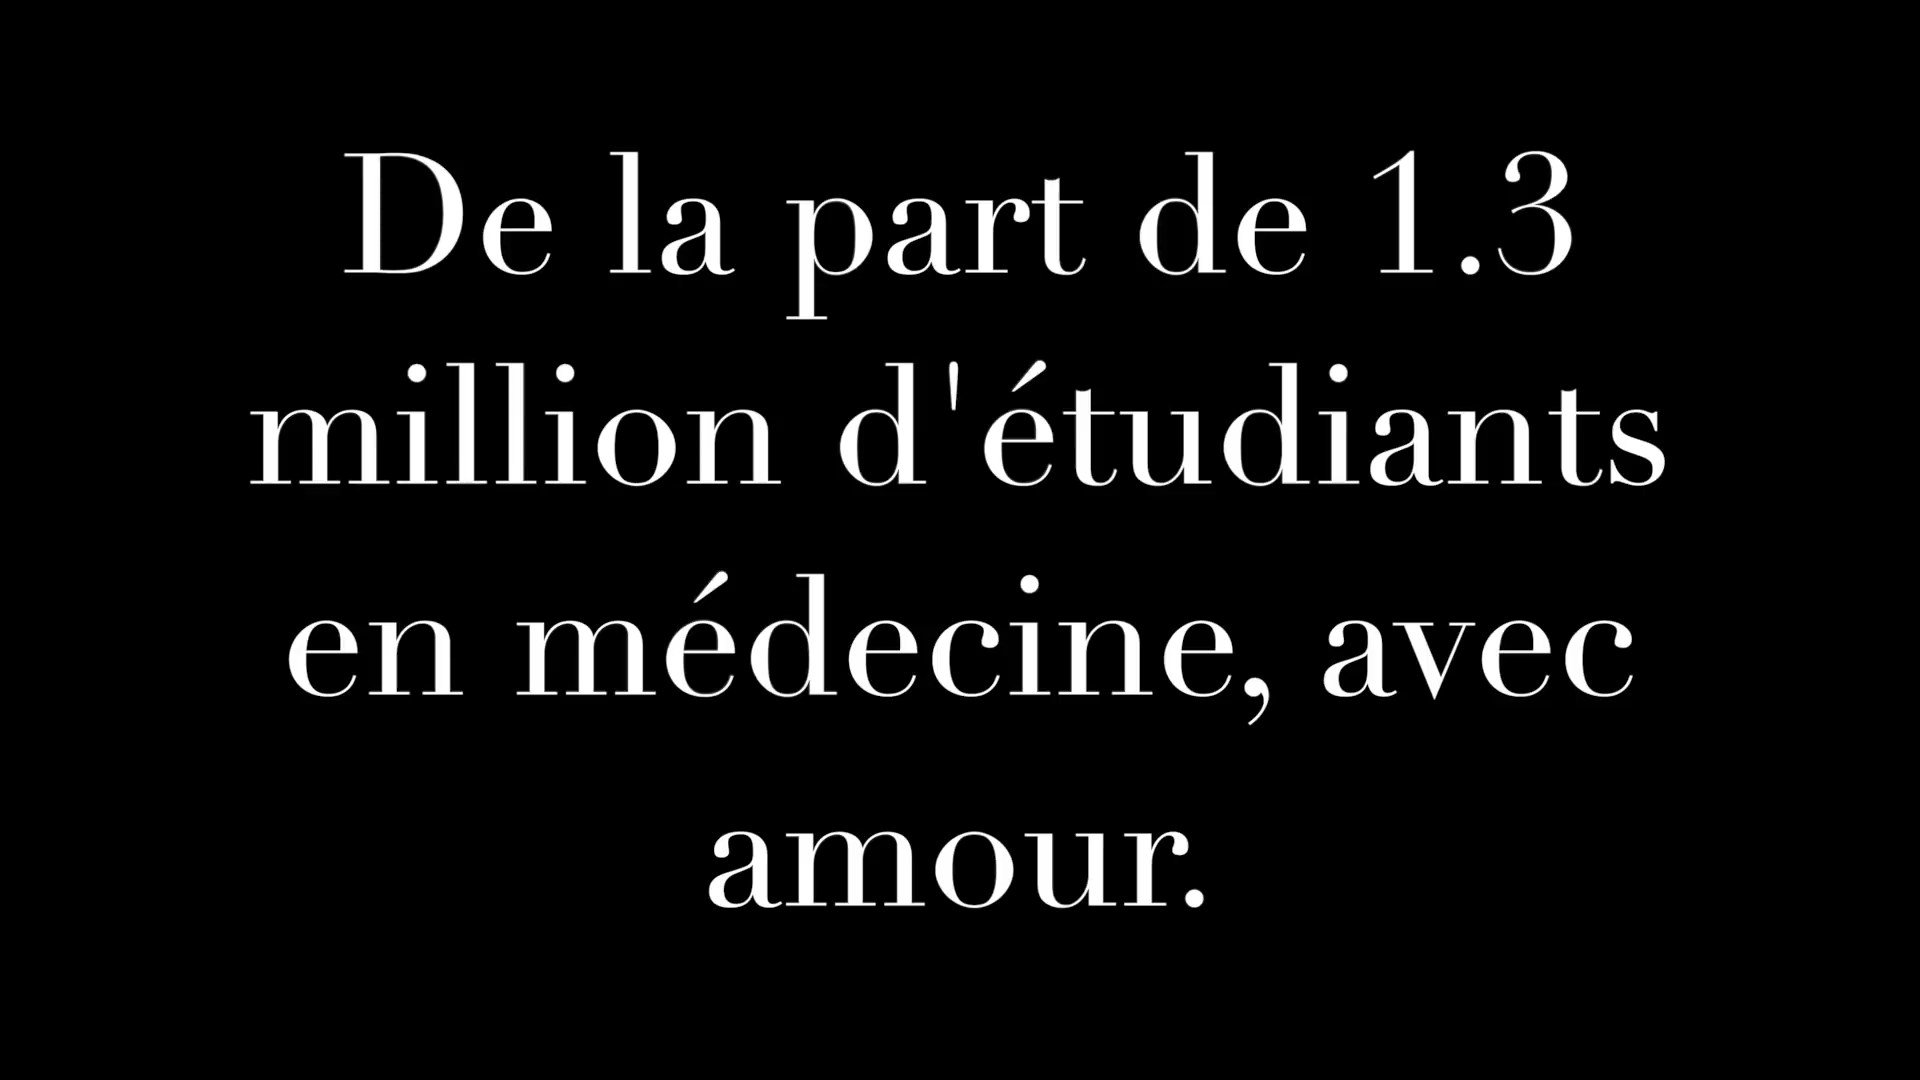 De la part de 1.3
million d'étudiants
en médecine, avec
amour.